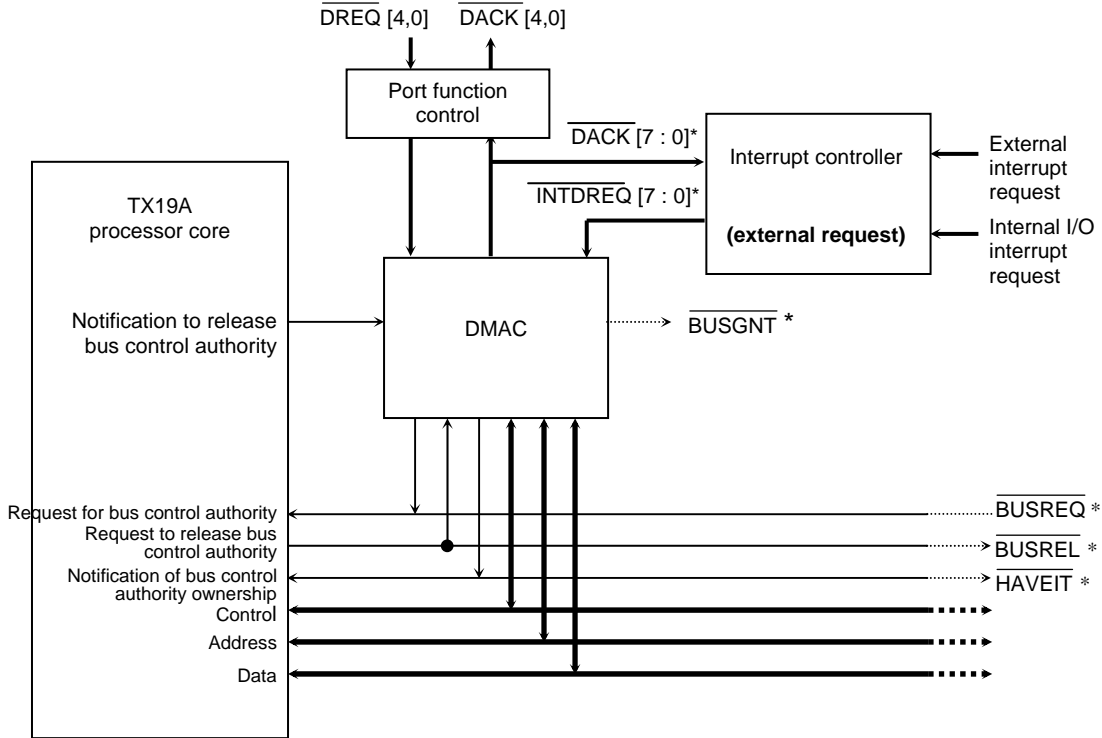 DREQ [4,0] DACK [4,0]
Port function
control
DACK [7 : 0]*
INTDREQ [7 : 0]*
Interrupt controller
(external request)
External
interrupt
request
Internal I/O
interrupt
request
TX19A
processor core
Notification to release
bus control authority
DMAC
BUSGNT *
Request for bus control authority
Request to release bus
control authority
Notification of bus control
authority ownership
Control
Address
Data
BUSREQ *
BUSREL *
HAVEIT *